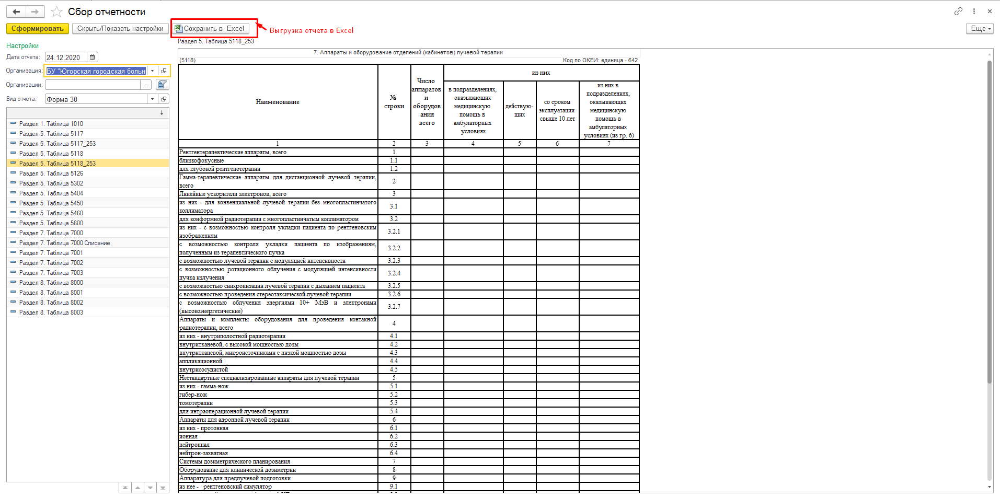 Сбор отчетности
Сформировать
Скрыть/Показать настройки
Сохранить в Excel
Выгрузка отчета в Excel
Еще
Настройки
Дата отчета: 24.12.2020
Организация: БУ "Югорская городская больн
Организации:
...
Вид отчета: Форма 30
Раздел 1. Таблица 1010
Раздел 5. Таблица 5117
Раздел 5. Таблица 5117_253
Раздел 5. Таблица 5118
Раздел 5. Таблица 5118_253
Раздел 5. Таблица 5126
Раздел 5. Таблица 5302
Раздел 5. Таблица 5404
Раздел 5. Таблица 5450
Раздел 5. Таблица 5460
Раздел 5. Таблица 5600
Раздел 7. Таблица 7000
Раздел 7. Таблица 7000 Списание
Раздел 7. Таблица 7001
Раздел 7. Таблица 7002
Раздел 7. Таблица 7003
Раздел 8. Таблица 8000
Раздел 8. Таблица 8001
Раздел 8. Таблица 8002
Раздел 8. Таблица 8003
Раздел 5. Таблица 5118_253
7. Аппараты и оборудование отделений (кабинетов) лучевой терапии
(5118)
Код по ОКЕИ: единица - 642
Наименование
№
строки
Число
аппаратов
и
оборудов
ания
всего
из них
в подразделениях,
оказывающих
медицинскую
помощь в
амбулаторных
условиях
действую-
щих
со сроком
эксплуатации
свыше 10 лет
из них в
подразделениях,
оказывающих
медицинскую
помощь в
амбулаторных
условиях (из гр. 6)
1 2 3 4 5 6 7
Рентгентерапевтические аппараты, всего 1
близкофокусные 1.1
для глубокой рентгенотерапии 1.2
Гамма-терапевтические аппараты для дистанционной лучевой терапии,
всего 2
Линейные ускорители электронов, всего 3
из них - для конвенциальной лучевой терапии без многопластинчатого
коллиматора 3.1
для конформной радиотерапии с многопластинчатым коллиматором 3.2
из них - с возможностью контроля укладки пациента по рентгеновским
изображениям 3.2.1
с возможностью контроля укладки пациента по изображениям,
полученным из терапевтического пучка 3.2.2
с возможностью лучевой терапии с модуляцией интенсивности 3.2.3
с возможностью ротационного облучения с модуляцией интенсивности
пучка излучения 3.2.4
с возможностью синхронизации лучевой терапии с дыханием пациента 3.2.5
с возможностью проведения стереотаксической лучевой терапии 3.2.6
с возможностью облучения энергиями 10+ МэВ и электронами
(высокоэнергетические) 3.2.7
Аппараты и комплекты оборудования для проведения контакной
радиотерапии, всего 4
из них - внутриполостной радиотерапии 4.1
внутритканевой, с высокой мощностью дозы 4.2
внутритканевой, микроисточниками с низкой мощностью дозы 4.3
аппликационной 4.4
внутрисосудистой 4.5
Нестандартные специализированные аппараты для лучевой терапии 5
из них - гамма-нож 5.1
гибер-нож 5.2
томотерапии 5.3
для интраоперационной лучевой терапии 5.4
Аппараты для адронной лучевой терапии 6
из них - протонная 6.1
ионная 6.2
нейтронная 6.3
нейтрон-захватная 6.4
Системы дозиметрического планирования 7
Оборудование для клинической дозиметрии 8
Аппаратура для предлучевой подготовки 9
из нее - рентгеновский симулятор 9.1